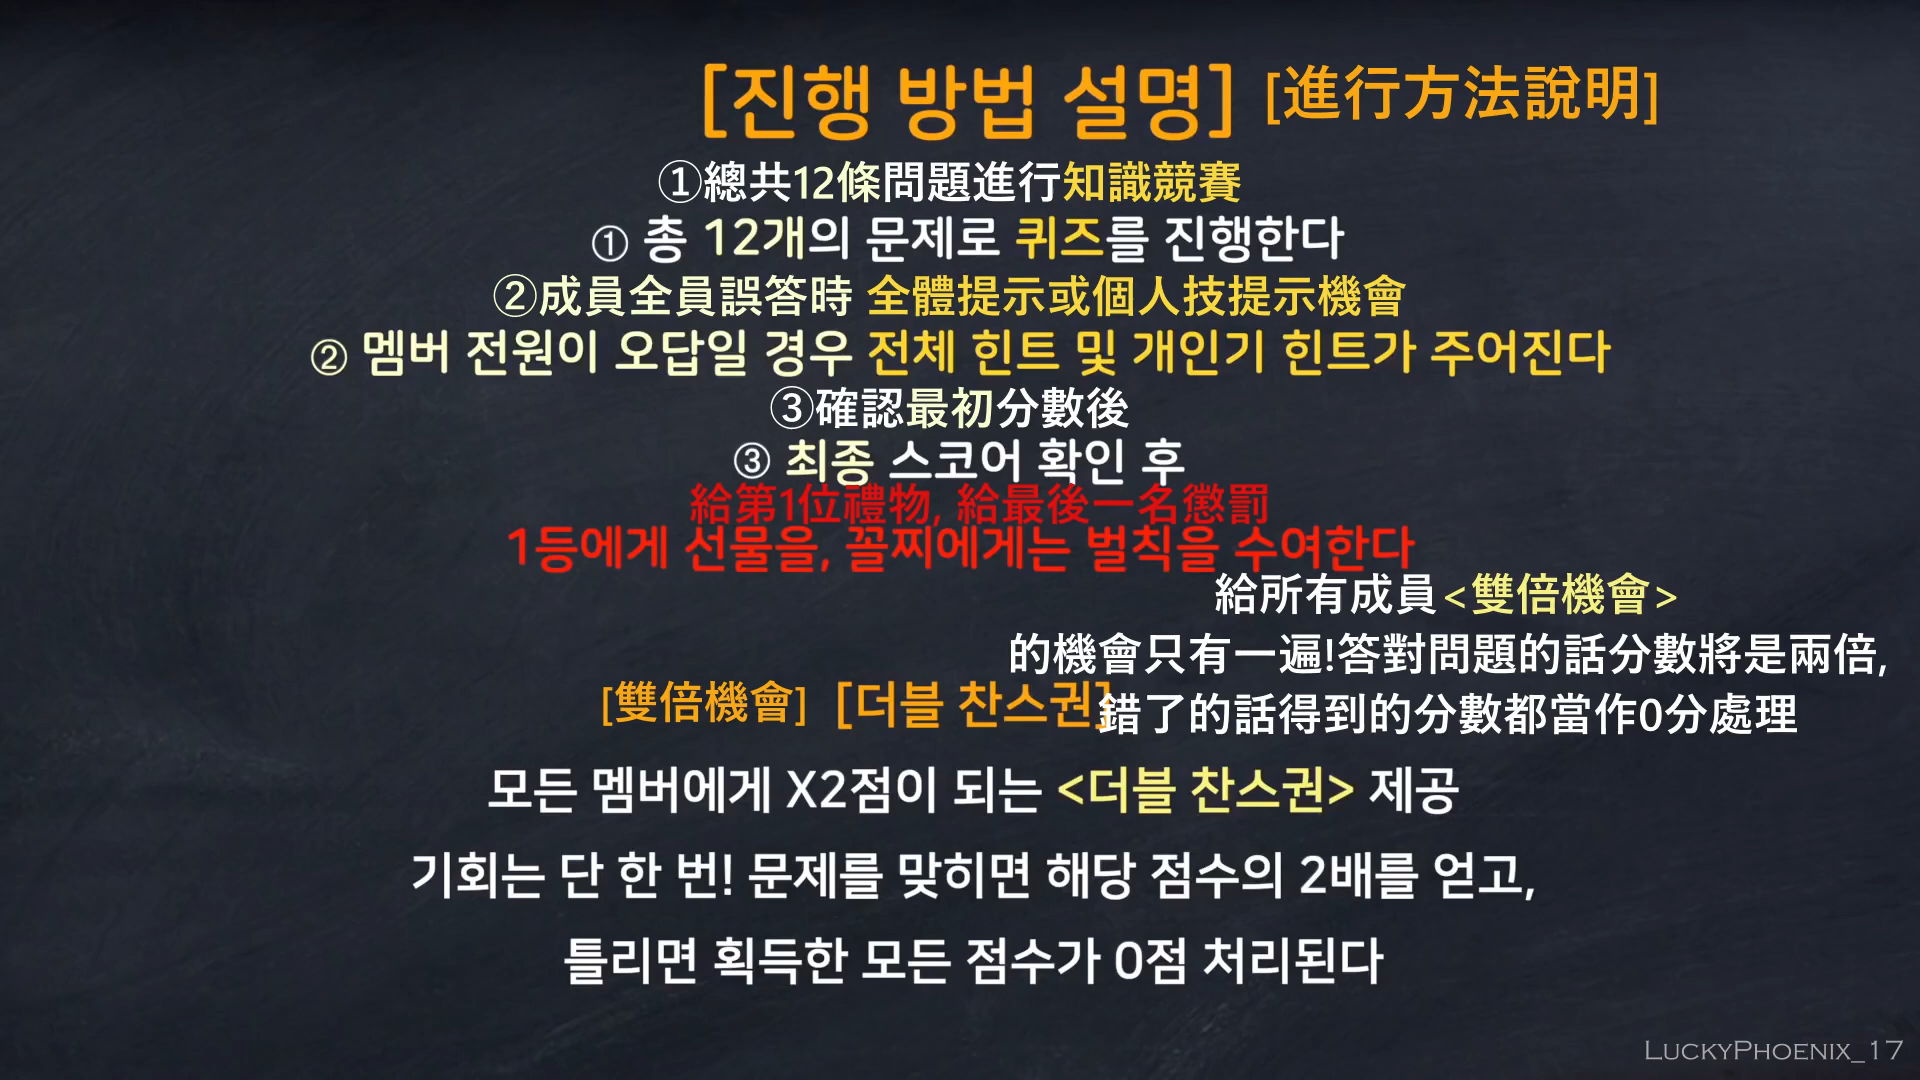 [진행 방법 설명] [進行方法說明]
①總共12條問題進行知識競賽
① 총 12개의 문제로 퀴즈를 진행한다
②成員全員誤答時 全體提示或個人技提示機會
② 멤버 전원이 오답일 경우 전체 힌트 및 개인기 힌트가 주어진다
③確認最初分數後
③ 최종 스코어 확인 후
給第1位禮物, 給最後一名懲罰
1등에게 선물을, 꼴찌에게는 벌칙을 수여한다
給所有成員<雙倍機會>
的機會只有一遍!答對問題的話分數將是兩倍,
錯了的話得到的分數都當作0分處理
[雙倍機會] [더블 찬스권]
모든 멤버에게 X2점이 되는 <더블 찬스권> 제공
기회는 단 한 번! 문제를 맞히면 해당 점수의 2배를 얻고,
틀리면 획득한 모든 점수가 0점 처리된다
LUCKYPHOENIX_17